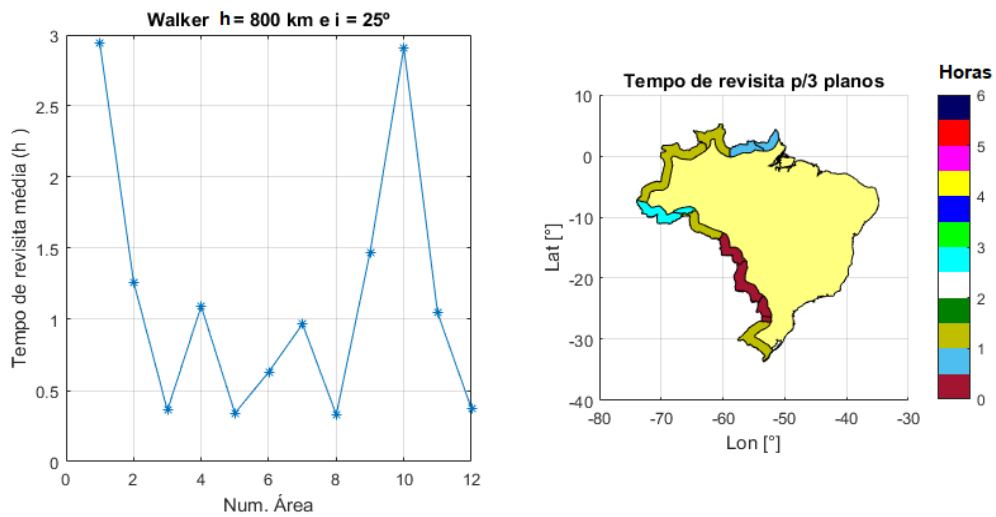 Walker h = 800 km e i = 25º
Tempo de revisita média (h )
3
2.5
2
1.5
1
0.5
0
0 2 4 6 8 10 12
Num. Área
Tempo de revisita p/3 planos
Lat [°]
10
0
-10
-20
-30
-40
-80 -70 -60 -50 -40 -30
Lon [°]
Horas
6
5
4
3
2
1
0